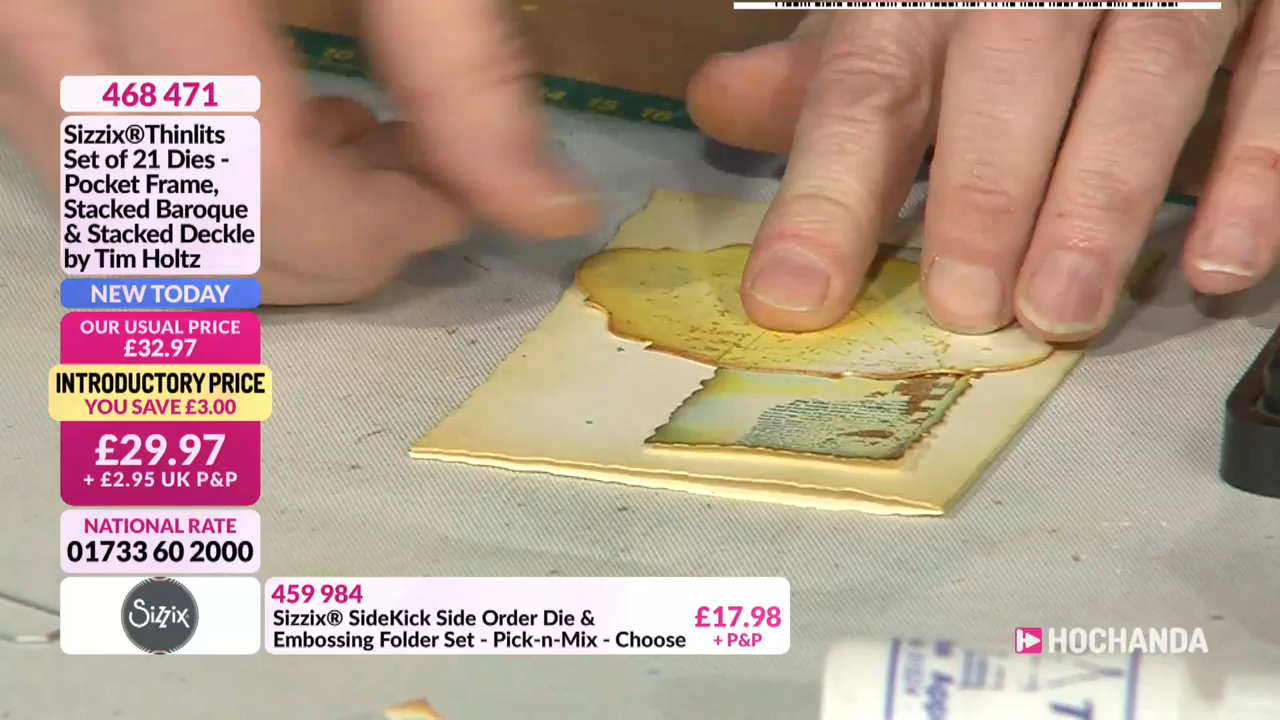 468 471
Sizzix®Thinlits
Set of 21 Dies -
Pocket Frame,
Stacked Baroque
& Stacked Deckle
by Tim Holtz
NEW TODAY
OUR USUAL PRICE
£32.97
INTRODUCTORY PRICE
YOU SAVE £3.00
£29.97
+ £2.95 UK P&P
NATIONAL RATE
01733 60 2000
Sizzix
459 984
Sizzix® SideKick Side Order Die &
Embossing Folder Set - Pick-n-Mix - Choose
£17.98
+ P&P
HOCHANDA
15 16